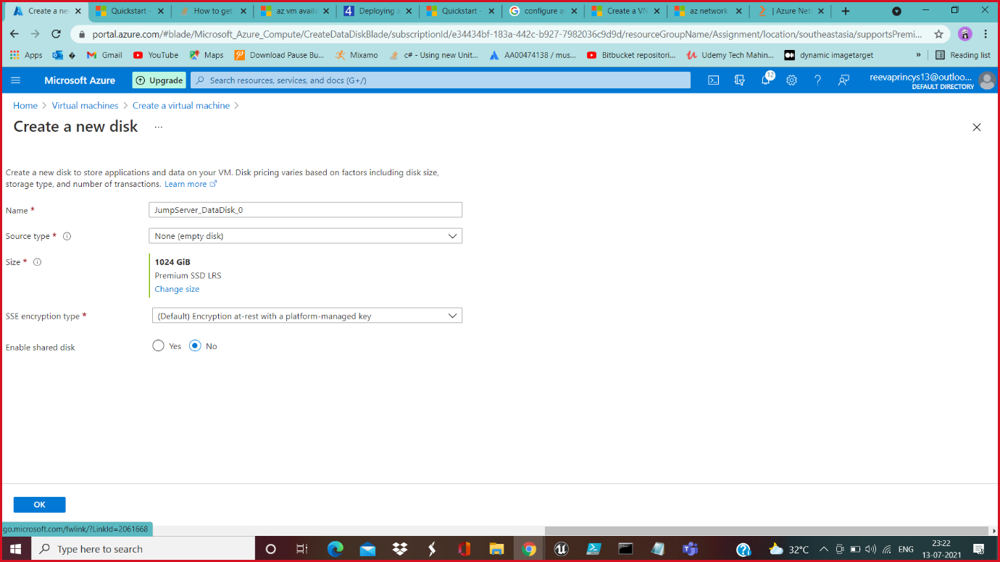 Create a nev
Quickstart -
How to get
az vm availa
Deploying a
Quickstart -
configure av
Create a VN
az network
| Azure Net
portal.azure.com/#blade/Microsoft_Azure_Compute/CreateDataDiskBlade/subscriptionId/e34434bf-183a-442c-b927-7982036c9d9d/resourceGroupName/Assignment/location/southeastasia/supportsPremi...
Apps
Gmail
YouTube
Maps
Download Pause Bu...
Mixamo
c# - Using new Unit...
AA00474138 / mus...
Bitbucket repositori...
Udemy Tech Mahin...
dynamic imagetarget
»
Reading list
Microsoft Azure
Upgrade
Search resources, services, and docs (G+/)
12
reevaprincys13@outloo...
DEFAULT DIRECTORY
Home > Virtual machines > Create a virtual machine >
Create a new disk ...
Create a new disk to store applications and data on your VM. Disk pricing varies based on factors including disk size,
storage type, and number of transactions. Learn more
Name *
JumpServer_DataDisk_0
Source type *
None (empty disk)
Size *
1024 GiB
Premium SSD LRS
Change size
SSE encryption type *
(Default) Encryption at-rest with a platform-managed key
Enable shared disk
Yes
No
OK
go.microsoft.com/fwlink/?LinkId=2061668
Type here to search
32°C
ENG
23:22
13-07-2021